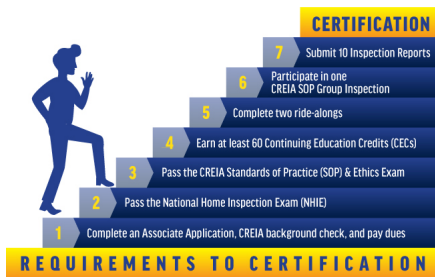 CERTIFICATION
7 Submit 10 Inspection Reports
6 Participate in one
CREIA SOP Group Inspection
5 Complete two ride-alongs
4 Earn at least 60 Continuing Education Credits (CECs)
3 Pass the CREIA Standards of Practice (SOP) & Ethics Exam
2 Pass the National Home Inspection Exam (NHIE)
1 Complete an Associate Application, CREIA background check, and pay dues
REQUIREMENTS TO CERTIFICATION